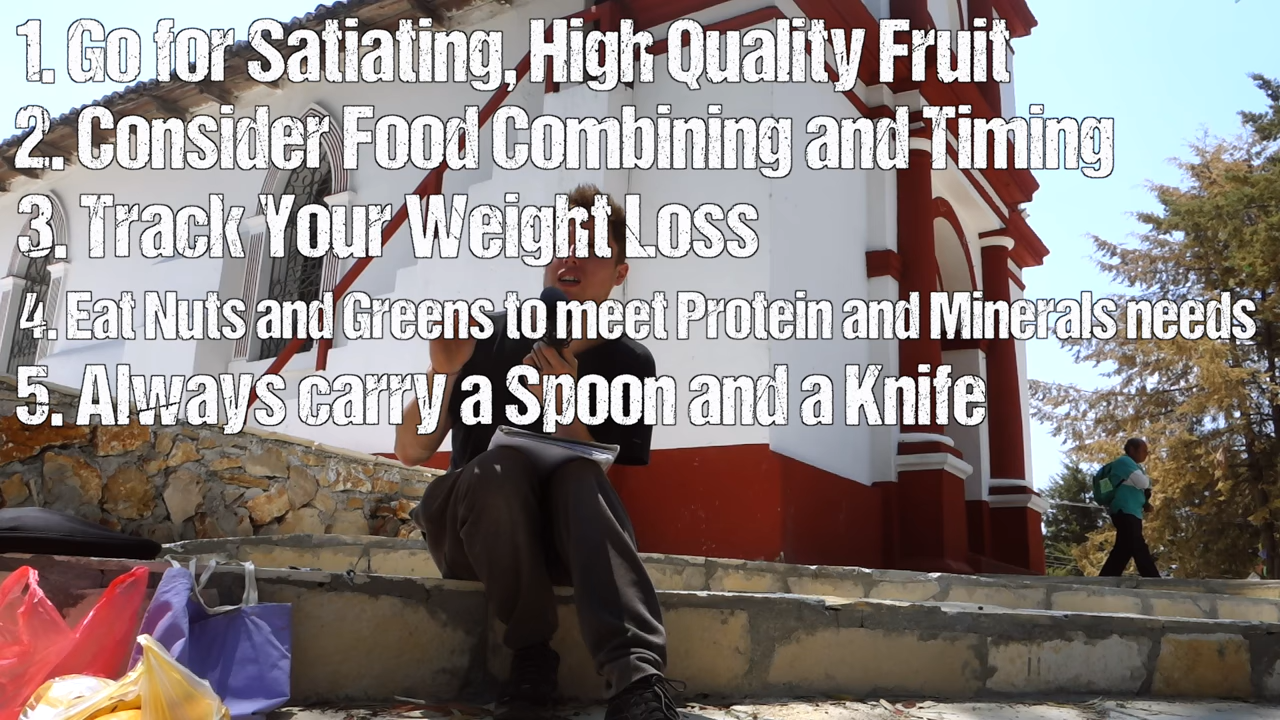 1. Go for Satiating, High Quality Fruit
2. Consider Food Combining and Timing
3. Track Your Weight Loss
4. Eat Nuts and Greens to meet Protein and Minerals needs
5. Always carry a Spoon and a Knife